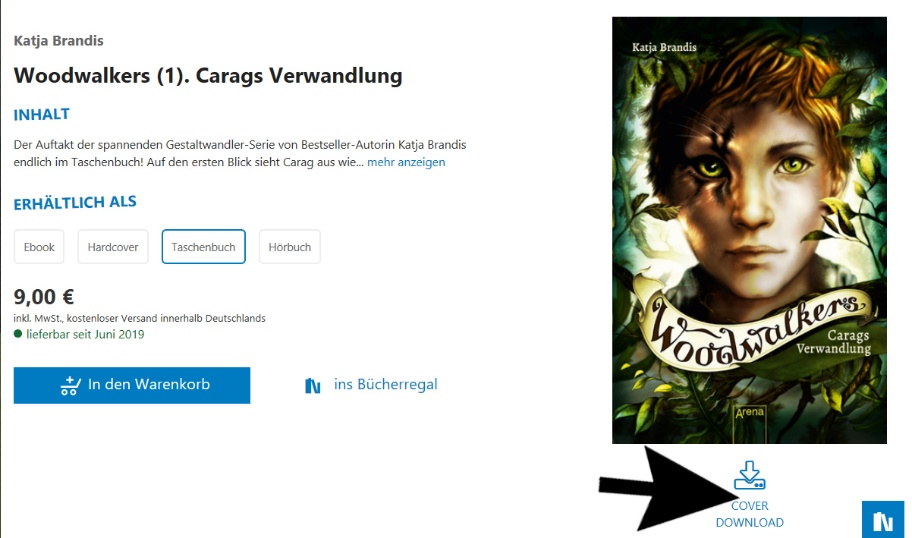 Katja Brandis
Woodwalkers (1). Carags Verwandlung
INHALT
Der Auftakt der spannenden Gestaltwandler-Serie von Bestseller-Autorin Katja Brandis
endlich im Taschenbuch! Auf den ersten Blick sieht Carag aus wie... mehr anzeigen
ERHÄLTLICH ALS
Ebook
Hardcover
Taschenbuch
Hörbuch
9,00 €
inkl. MwSt., kostenloser Versand innerhalb Deutschlands
lieferbar seit Juni 2019
In den Warenkorb
ins Bücherregal
Katja Brandis
Woodwalkers
Carags
Verwandlung
Arena
COVER
DOWNLOAD